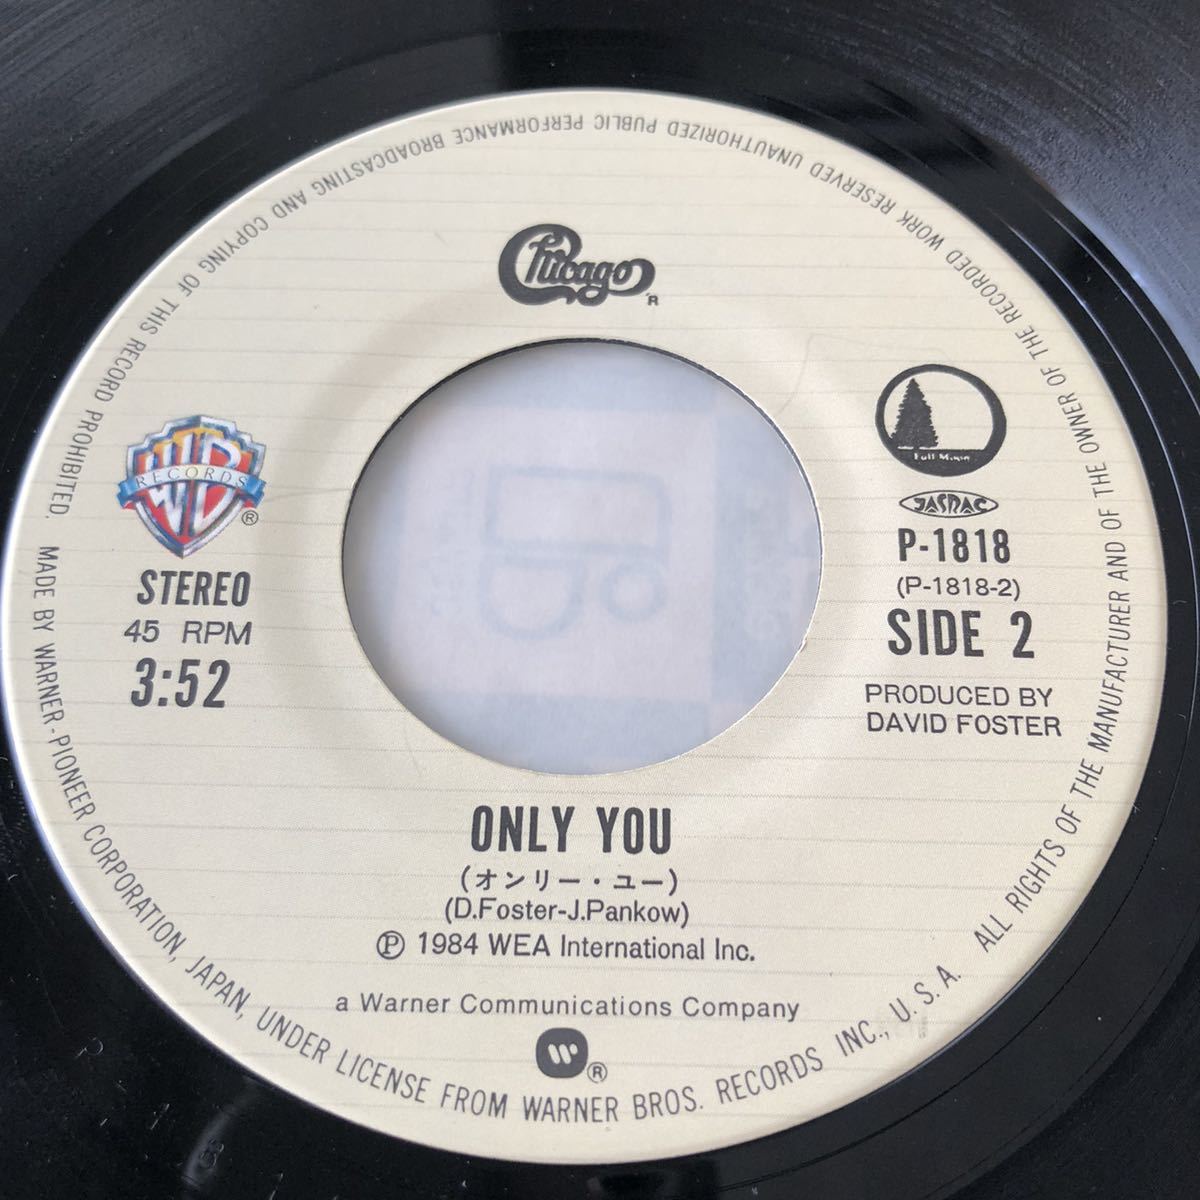 Chicago
R
WB
RECORDS
®
STEREO
45 RPM
3:52
Full Moon
JASRAC
P-1818
(P-1818-2)
SIDE 2
PRODUCED BY
DAVID FOSTER
ONLY YOU
(オンリー・ユー)
(D.Foster-J.Pankow)
Ⓟ 1984 WEA International Inc.
a Warner Communications Company
®
ALL RIGHTS OF THE MANUFACTURER AND OF THE OWNER OF THE RECORDED WORK RESERVED UNAUTHORIZED PUBLIC PERFORMANCE BROADCASTING AND COPYING OF THIS RECORD PROHIBITED.
MADE BY WARNER-PIONEER CORPORATION, JAPAN, UNDER LICENSE FROM WARNER BROS. RECORDS INC., U.S.A.